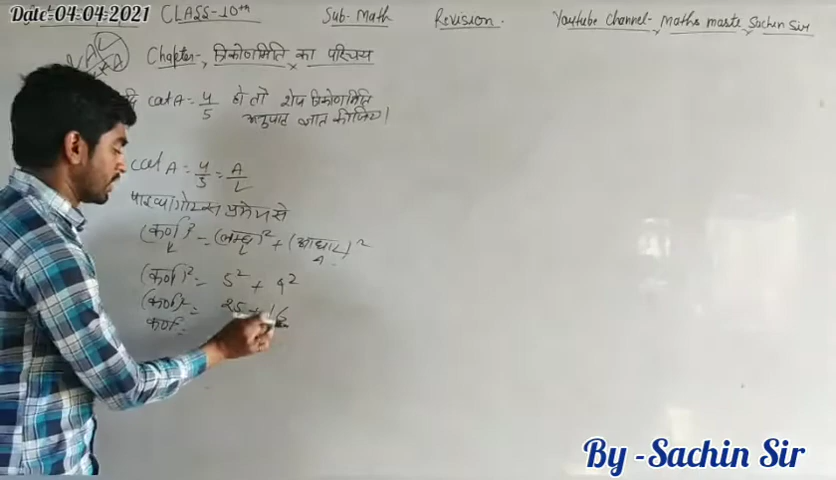 Date=04-04-2021 CLASS-10th Sub-Math Revision. Youtube Channel- Maths masti Sachin Sir
Chapter- त्रिकोणमिति का परिचय
cot A = 4/5 हो तो शेष त्रिकोणमिति
अनुपात ज्ञात कीजिए।
cot A = 4/5 = A/L
पाइथागोरस प्रमेय से
(कर्ण)² = (लम्ब)² + (आधार)²
(कर्ण)² = 5² + 4²
(कर्ण)² = 25 + 16
कर्ण =
By -Sachin Sir